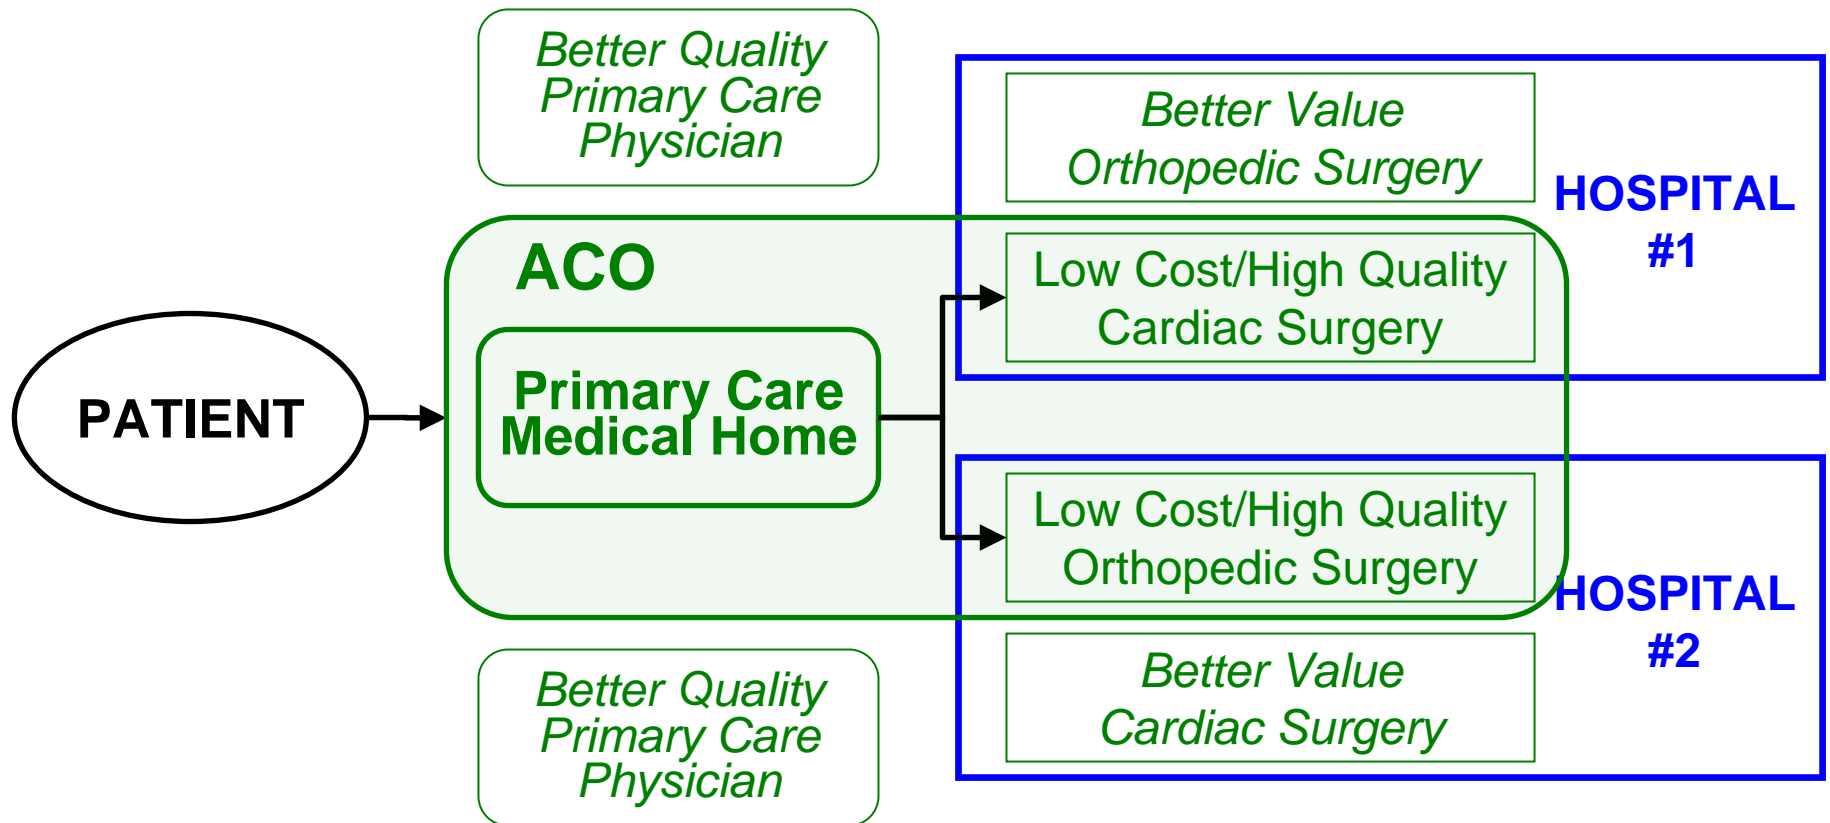 Better Quality
Primary Care
Physician
Better Value
Orthopedic Surgery
HOSPITAL
#1
ACO
Low Cost/High Quality
Cardiac Surgery
PATIENT
Primary Care
Medical Home
Low Cost/High Quality
Orthopedic Surgery
HOSPITAL
#2
Better Quality
Primary Care
Physician
Better Value
Cardiac Surgery